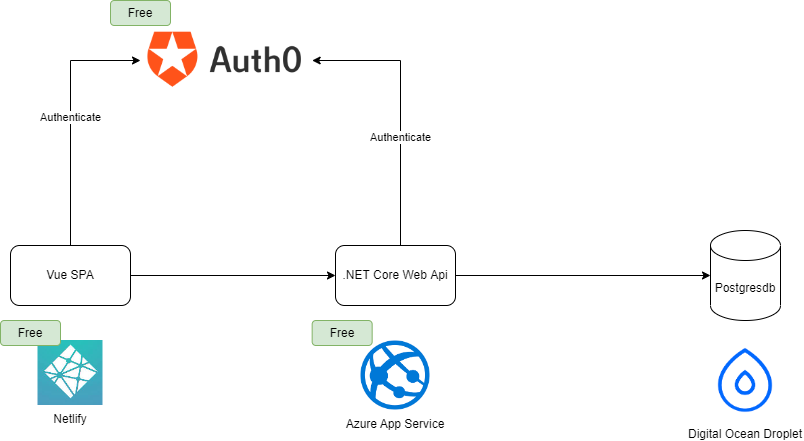 Free
Auth0
Authenticate
Authenticate
Vue SPA
.NET Core Web Api
Postgresdb
Free
Free
Netlify
Azure App Service
Digital Ocean Droplet